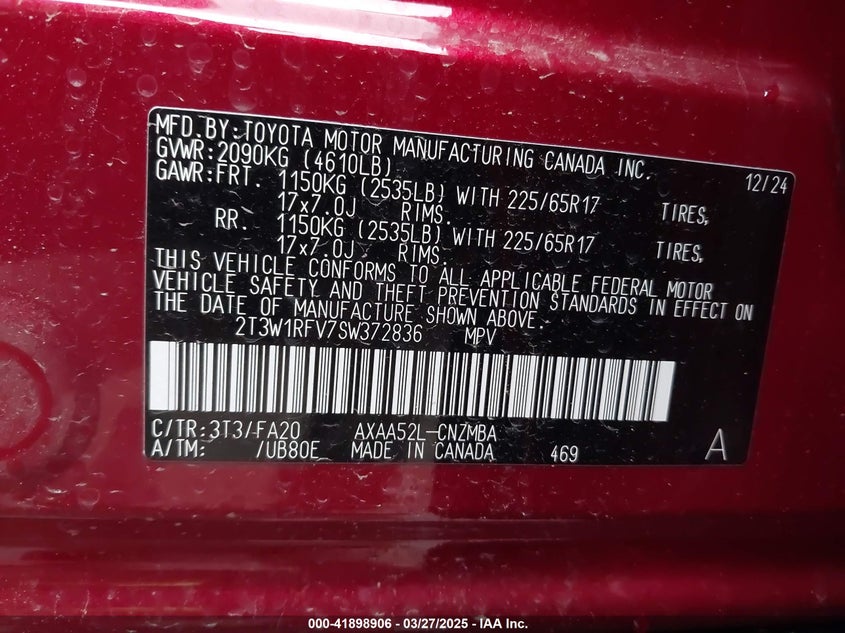 MFD.BY:TOYOTA MOTOR MANUFACTURING CANADA INC. 12/24
GVWR:2090KG (4610LB)
GAWR:FRT. 1150KG (2535LB) WITH 225/65R17 TIRES,
17x7.0J RIMS.
RR. 1150KG (2535LB) WITH 225/65R17 TIRES,
17x7.0J RIMS.
THIS VEHICLE CONFORMS TO ALL APPLICABLE FEDERAL MOTOR
VEHICLE SAFETY AND THEFT PREVENTION STANDARDS IN EFFECT ON
THE DATE OF MANUFACTURE SHOWN ABOVE.
2T3W1RFV7SW372836 MPV
C/TR:3T3/FA20 AXAA52L-CNZMBA
A/TM: /UB80E MADE IN CANADA 469 A
000-41898906 - 03/27/2025 - IAA Inc.